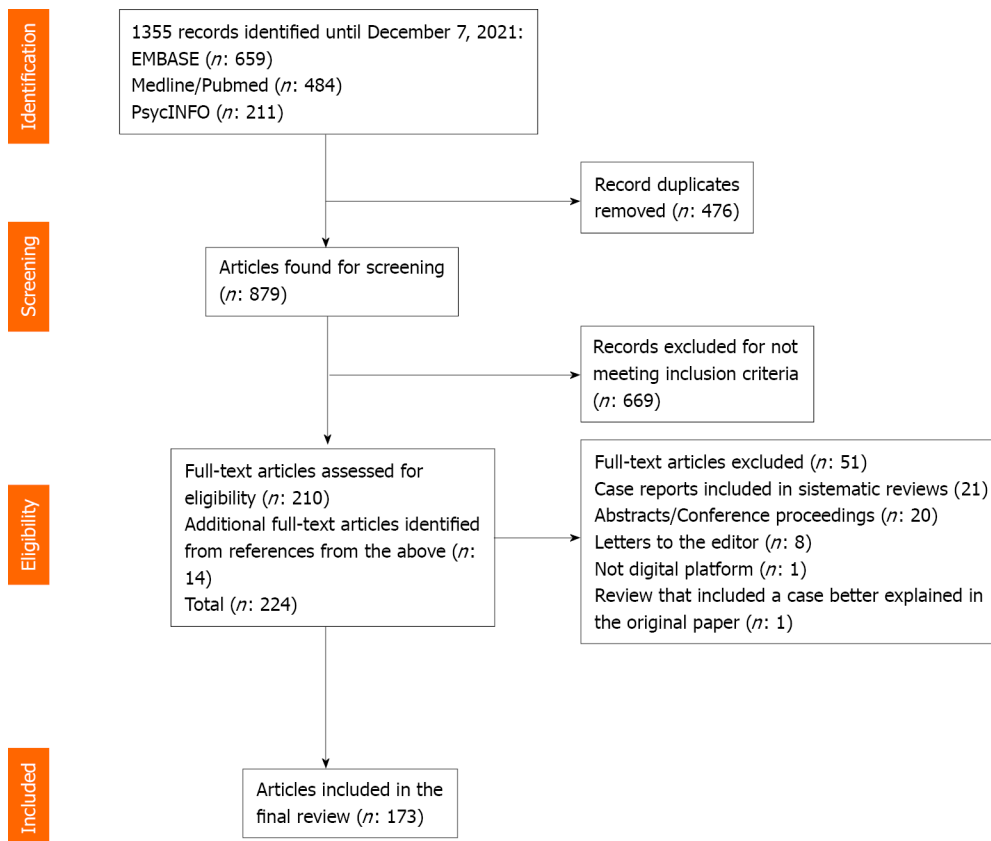 Identification
1355 records identified until December 7, 2021:
EMBASE (n: 659)
Medline/Pubmed (n: 484)
PsycINFO (n: 211)
Record duplicates
removed (n: 476)
Screening
Articles found for screening
(n: 879)
Records excluded for not
meeting inclusion criteria
(n: 669)
Eligibility
Full-text articles assessed for
eligibility (n: 210)
Additional full-text articles identified
from references from the above (n:
14)
Total (n: 224)
Full-text articles excluded (n: 51)
Case reports included in sistematic reviews (21)
Abstracts/Conference proceedings (n: 20)
Letters to the editor (n: 8)
Not digital platform (n: 1)
Review that included a case better explained in
the original paper (n: 1)
Included
Articles included in the
final review (n: 173)